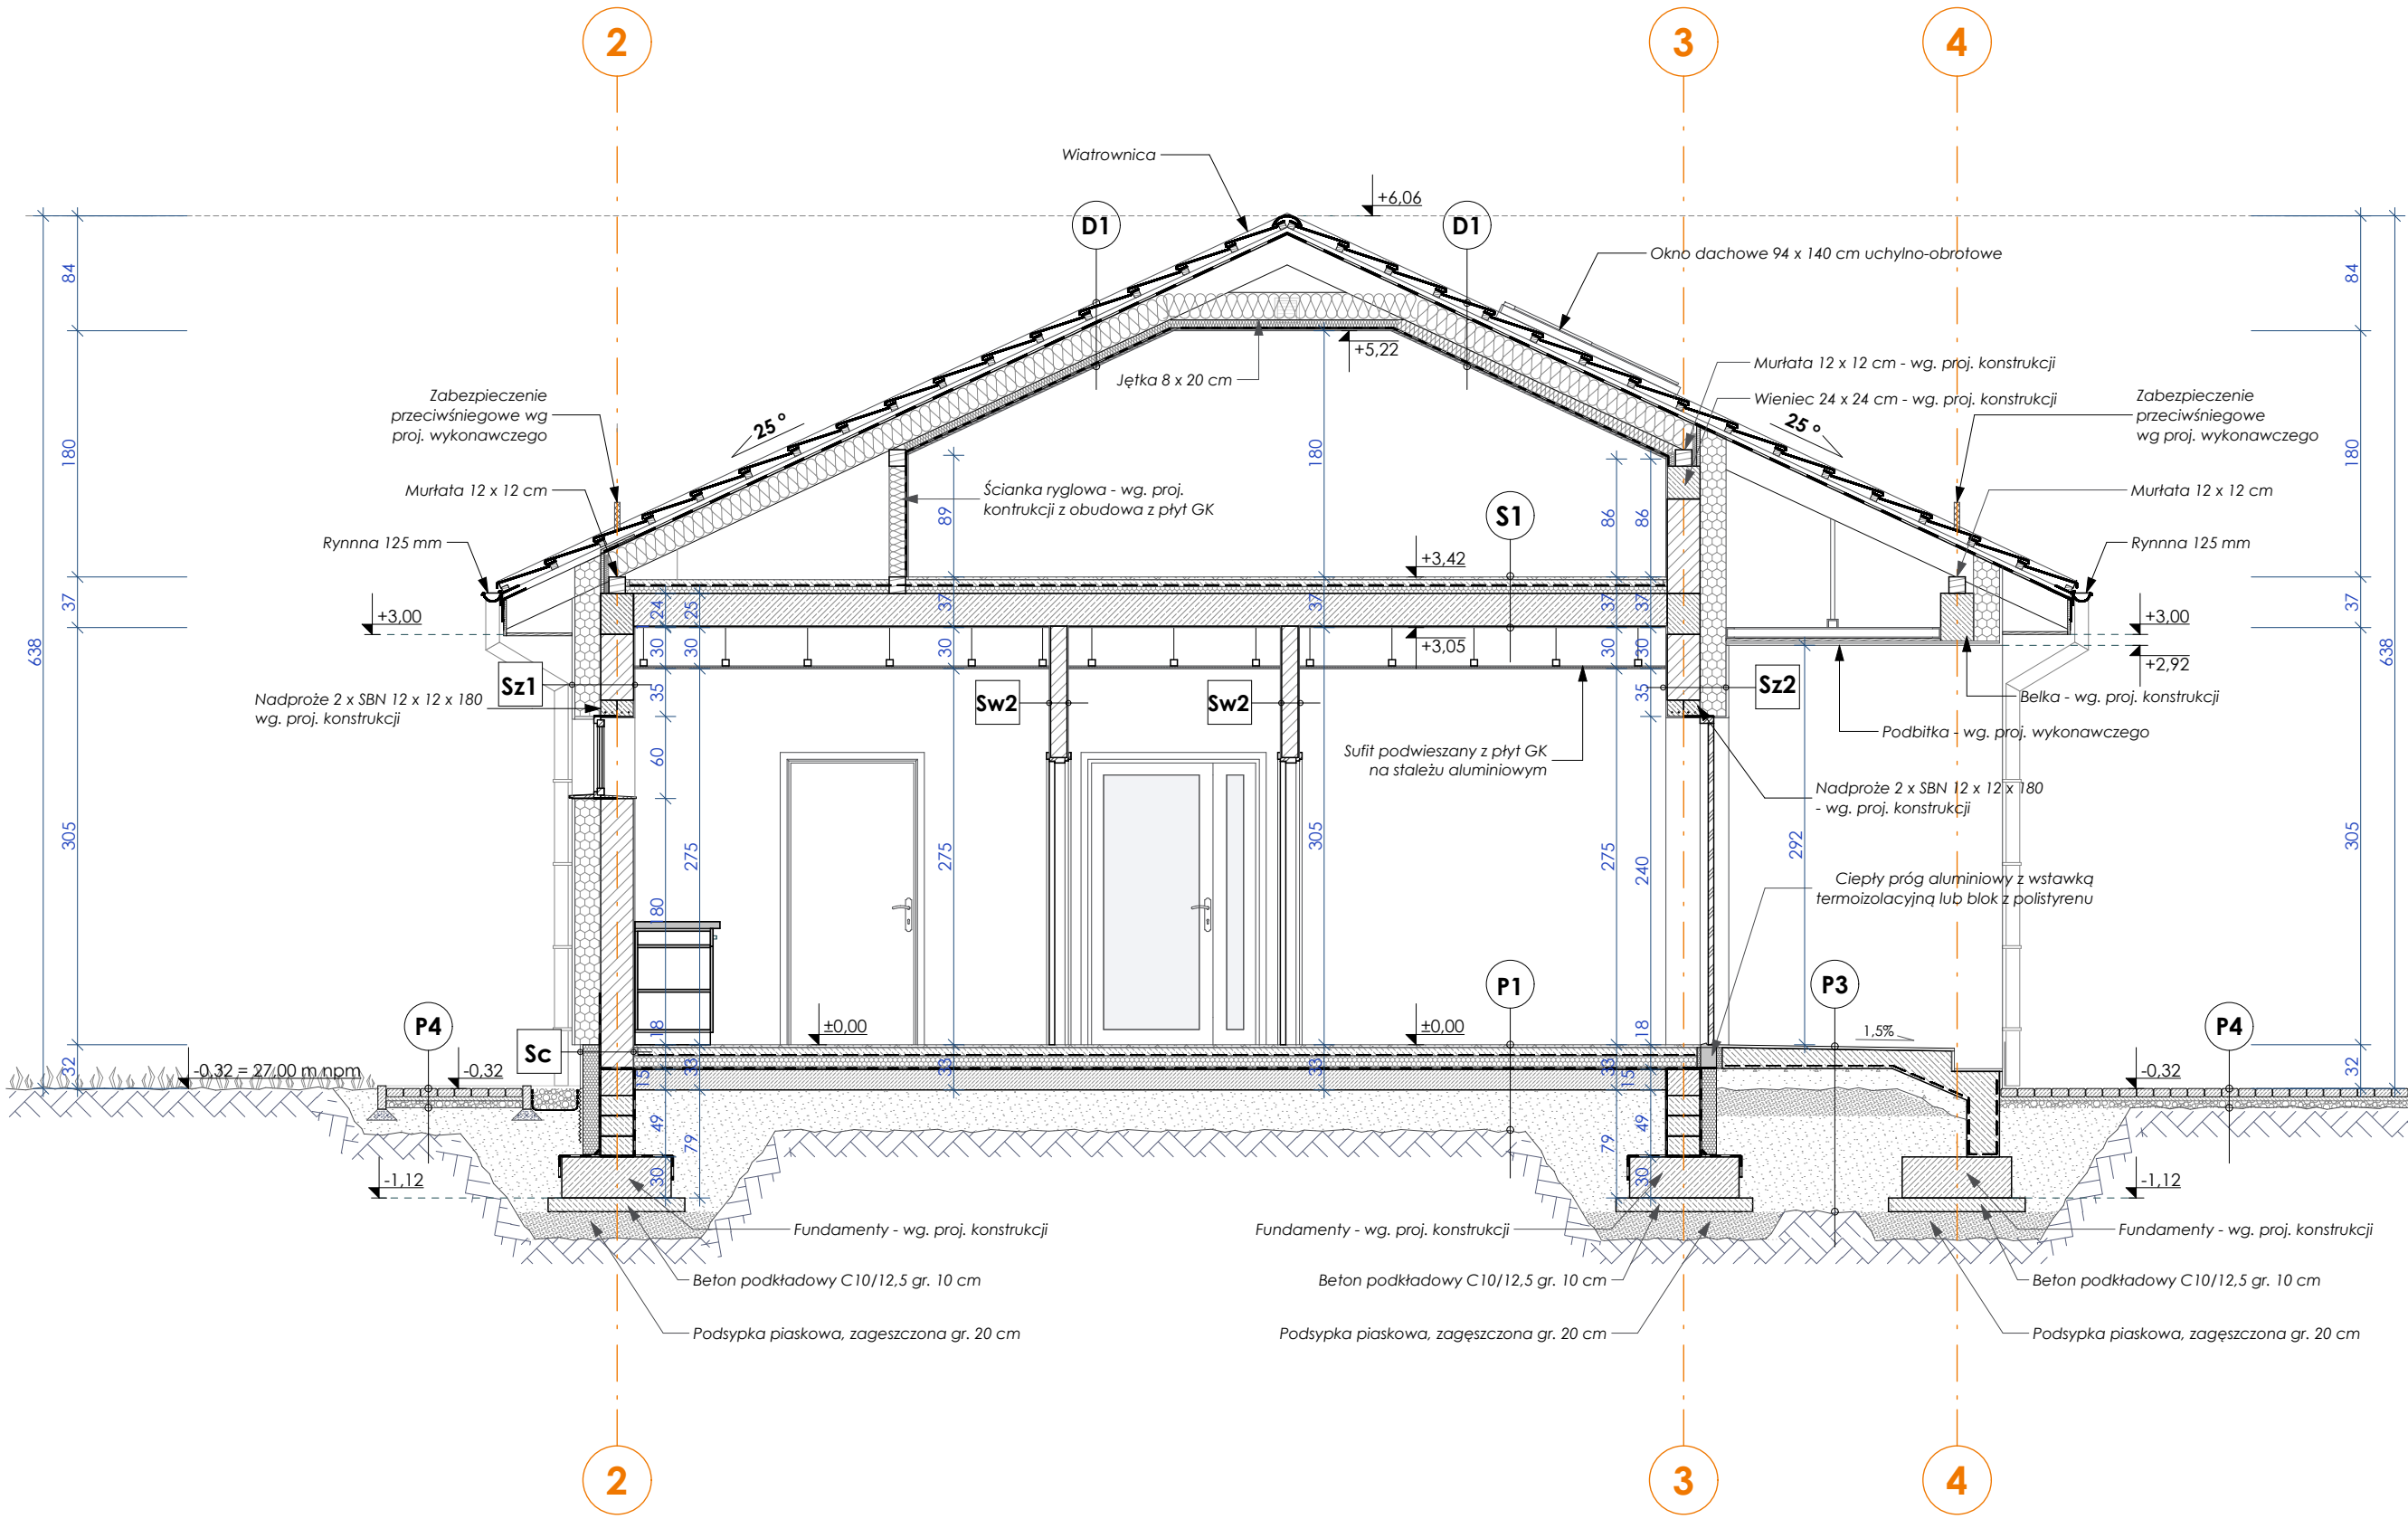 2
3
4
Wiatrownica
+6,06
D1
D1
Okno dachowe 94 x 140 cm uchylno-obrotowe
84
84
+5,22
Jętka 8 x 20 cm
Murłata 12 x 12 cm - wg. proj. konstrukcji
Wieniec 24 x 24 cm - wg. proj. konstrukcji
Zabezpieczenie
przeciwśniegowe wg
proj. wykonawczego
Zabezpieczenie
przeciwśniegowe
wg proj. wykonawczego
25 °
25 °
180
180
180
Murłata 12 x 12 cm
Ścianka ryglowa - wg. proj.
kontrukcji z obudowa z płyt GK
89
S1
86
86
Murłata 12 x 12 cm
Rynnna 125 mm
Rynnna 125 mm
+3,42
37
24
25
37
37
37
37
37
+3,00
+3,00
638
638
30
30
30
+3,05
30
30
+2,92
Sz1
Sw2
Sw2
Sz2
35
35
Nadproże 2 x SBN 12 x 12 x 180
wg. proj. konstrukcji
Belka - wg. proj. konstrukcji
Podbitka - wg. proj. wykonawczego
60
Sufit podwieszany z płyt GK
na stależu aluminiowym
Nadproże 2 x SBN 12 x 12 x 180
- wg. proj. konstrukcji
305
275
275
305
275
240
292
305
Ciepły próg aluminiowy z wstawką
termoizolacyjną lub blok z polistyrenu
180
P1
P3
P4
P4
±0,00
±0,00
18
18
1,5%
Sc
32
32
-0,32 = 27,00 m npm
-0,32
-0,32
15
33
33
33
33
15
49
79
79
49
30
30
-1,12
-1,12
Fundamenty - wg. proj. konstrukcji
Fundamenty - wg. proj. konstrukcji
Fundamenty - wg. proj. konstrukcji
Beton podkładowy C10/12,5 gr. 10 cm
Beton podkładowy C10/12,5 gr. 10 cm
Beton podkładowy C10/12,5 gr. 10 cm
Podsypka piaskowa, zageszczona gr. 20 cm
Podsypka piaskowa, zagęszczona gr. 20 cm
Podsypka piaskowa, zagęszczona gr. 20 cm
2
3
4